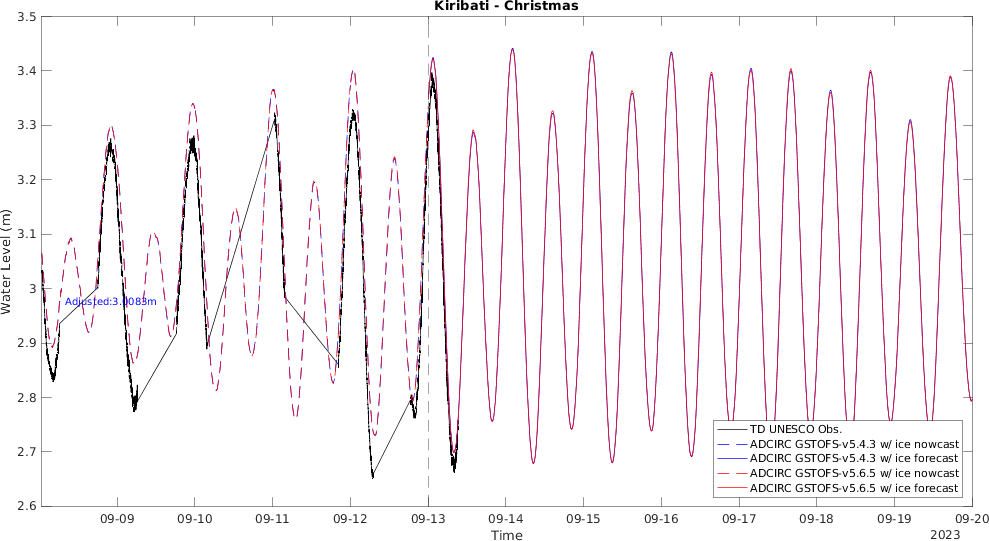 Kiribati - Christmas
3.5
3.4
3.3
3.2
3.1
3
2.9
2.8
2.7
2.6
Water Level (m)
Adjusted:3.0083m
TD UNESCO Obs.
ADCIRC GSTOFS-v5.4.3 w/ ice nowcast
ADCIRC GSTOFS-v5.4.3 w/ ice forecast
ADCIRC GSTOFS-v5.6.5 w/ ice nowcast
ADCIRC GSTOFS-v5.6.5 w/ ice forecast
09-09 09-10 09-11 09-12 09-13 09-14 09-15 09-16 09-17 09-18 09-19 09-20
Time
2023